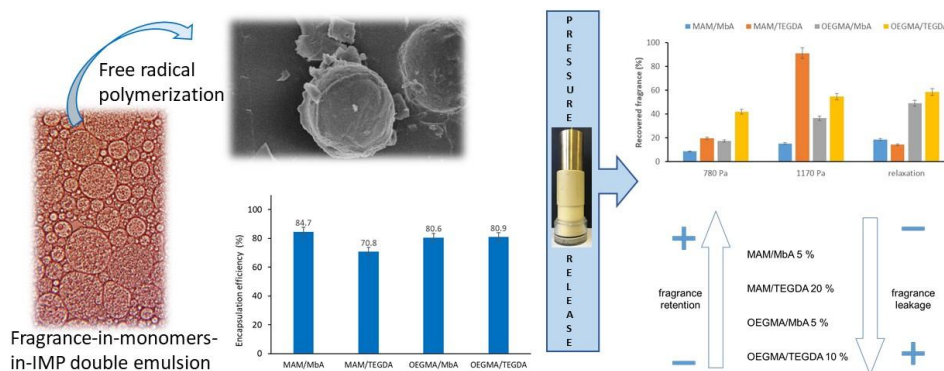 Free radical
polymerization
Fragrance-in-monomers-
in-IMP double emulsion
Encapsulation efficiency (%)
100
80
60
40
20
0
84.7
70.8
80.6
80.9
MAM/MbA
MAM/TEGDA
OEGMA/MbA
OEGMA/TEGDA
PRESSURE
RELEASE
MAM/MbA
MAM/TEGDA
OEGMA/MbA
OEGMA/TEGDA
Recovered fragrance (%)
100
80
60
40
20
0
780 Pa
1170 Pa
relaxation
+
fragrance
retention
−
MAM/MbA 5 %
MAM/TEGDA 20 %
OEGMA/MbA 5 %
OEGMA/TEGDA 10 %
−
fragrance
leakage
+